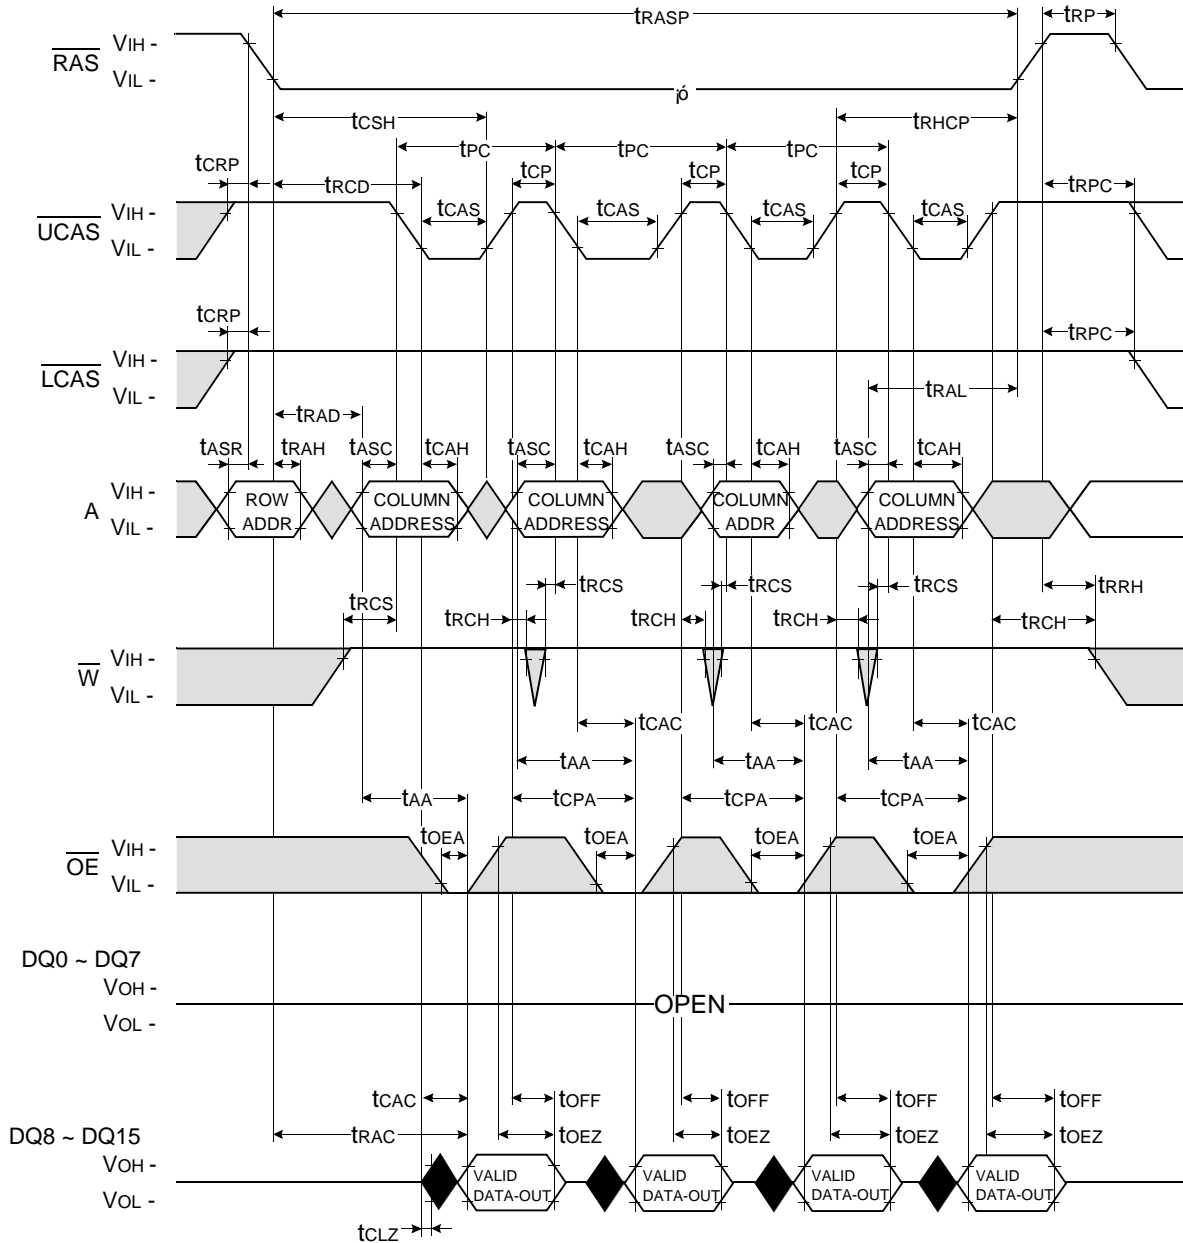 tRASP
tRP
RAS
VIH -
VIL -
¡ó
tCSH
tRHCP
tPC
tPC
tPC
tCRP
tRCD
tCP
tCP
tCP
tRPC
tCAS
tCAS
tCAS
tCAS
UCAS
VIH -
VIL -
tCRP
tRPC
LCAS
VIH -
VIL -
tRAL
tRAD
tASR
tRAH
tASC
tCAH
tASC
tCAH
tASC
tCAH
tASC
tCAH
A
VIH -
VIL -
ROW
ADDR
COLUMN
ADDRESS
COLUMN
ADDRESS
COLUMN
ADDR
COLUMN
ADDRESS
tRCS
tRCS
tRCS
tRCS
tRRH
tRCH
tRCH
tRCH
tRCH
W
VIH -
VIL -
tCAC
tCAC
tCAC
tAA
tAA
tAA
tAA
tCPA
tCPA
tCPA
tOEA
tOEA
tOEA
tOEA
OE
VIH -
VIL -
DQ0 ~ DQ7
VOH -
VOL -
OPEN
tCAC
tOFF
tOFF
tOFF
tOFF
tRAC
tOEZ
tOEZ
tOEZ
tOEZ
DQ8 ~ DQ15
VOH -
VOL -
VALID
DATA-OUT
VALID
DATA-OUT
VALID
DATA-OUT
VALID
DATA-OUT
tCLZ